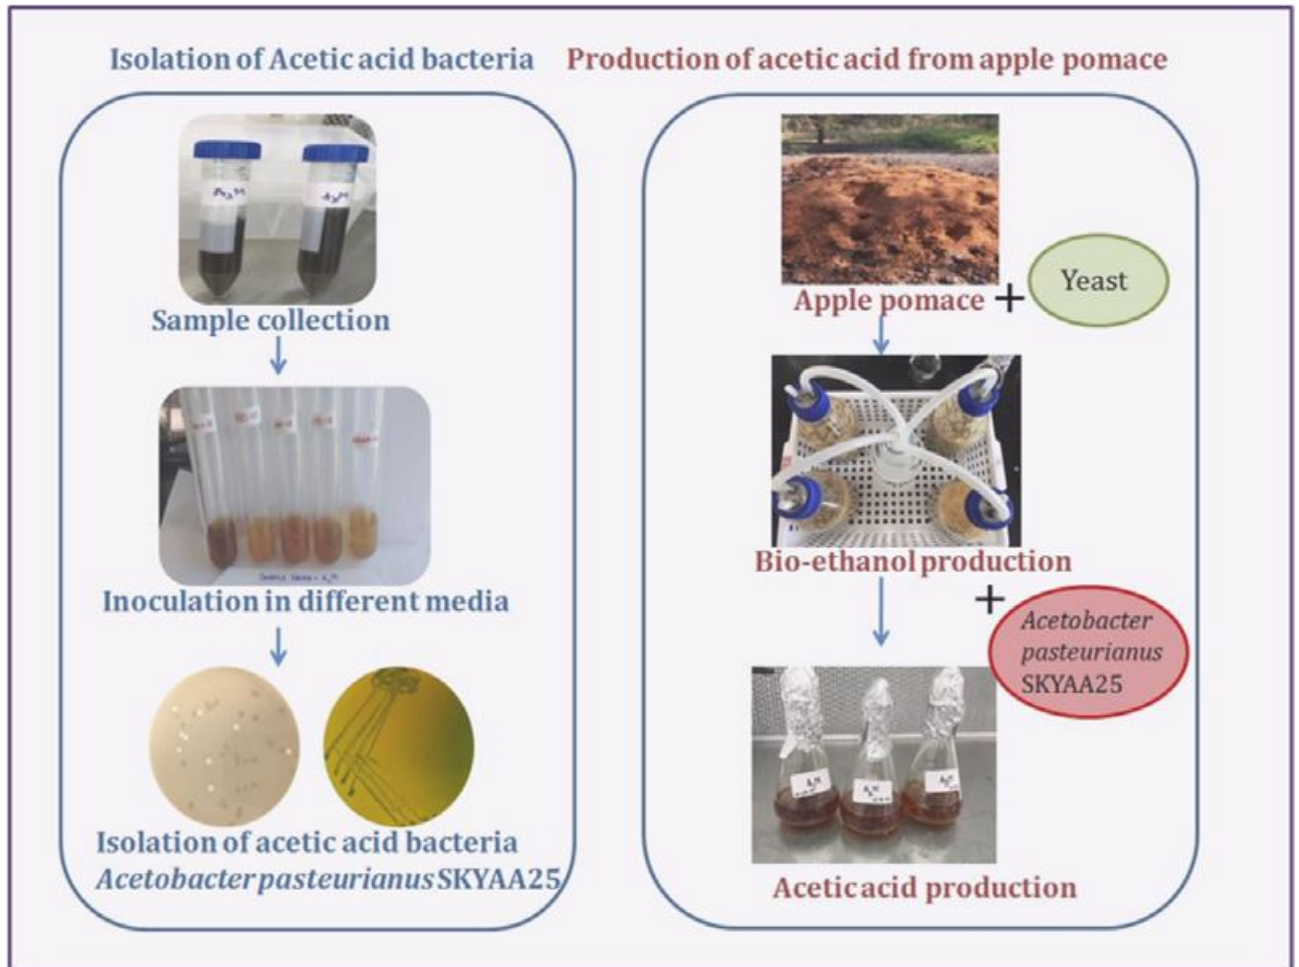 Isolation of Acetic acid bacteria
Sample collection
Inoculation in different media
Isolation of acetic acid bacteria
Acetobacter pasteurianus SKYAA25
Production of acetic acid from apple pomace
Apple pomace +
Yeast
Bio-ethanol production
+
Acetobacter
pasteurianus
SKYAA25
Acetic acid production